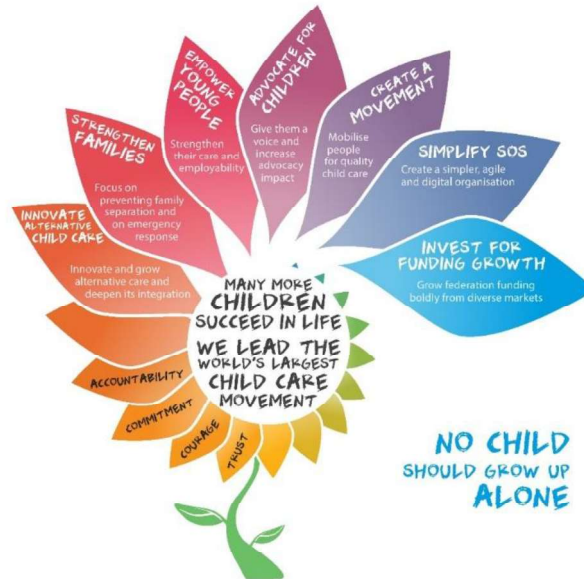 INNOVATE
ALTERNATIVE
CHILD CARE
Innovate and grow
alternative care and
deepen its integration
STRENGTHEN
FAMILIES
Focus on
preventing family
separation and
on emergency
response
EMPOWER
YOUNG
PEOPLE
Strengthen
their care and
employability
ADVOCATE FOR
CHILDREN
Give them a
voice and
increase
advocacy
impact
CREATE A
MOVEMENT
Mobilise
people
for quality
child care
SIMPLIFY SOS
Create a simpler, agile
and digital organisation
INVEST FOR
FUNDING GROWTH
Grow federation funding
boldly from diverse markets
MANY MORE
CHILDREN
SUCCEED IN LIFE
WE LEAD THE
WORLD'S LARGEST
CHILD CARE
MOVEMENT
ACCOUNTABILITY
COMMITMENT
COURAGE
TRUST
NO CHILD
SHOULD GROW UP
ALONE